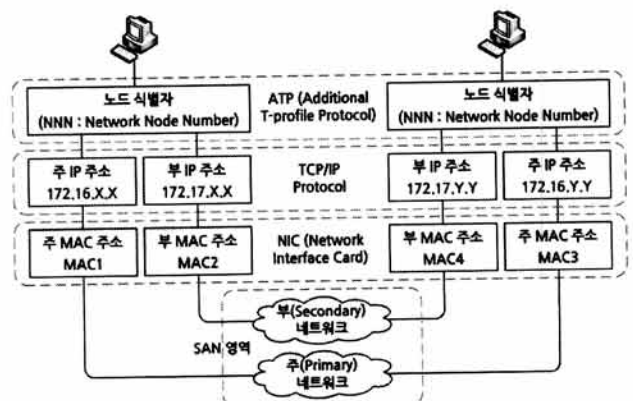 노드 식별자
(NNN : Network Node Number)
ATP (Additional
T-profile Protocol)
노드 식별자
(NNN : Network Node Number)
주 IP 주소
172.16.X.X
부 IP 주소
172.17.X.X
TCP/IP
Protocol
부 IP 주소
172.17.Y.Y
주 IP 주소
172.16.Y.Y
주 MAC 주소
MAC1
부 MAC 주소
MAC2
NIC (Network
Interface Card)
부 MAC 주소
MAC4
주 MAC 주소
MAC3
부(Secondary)
네트워크
SAN 영역
주(Primary)
네트워크